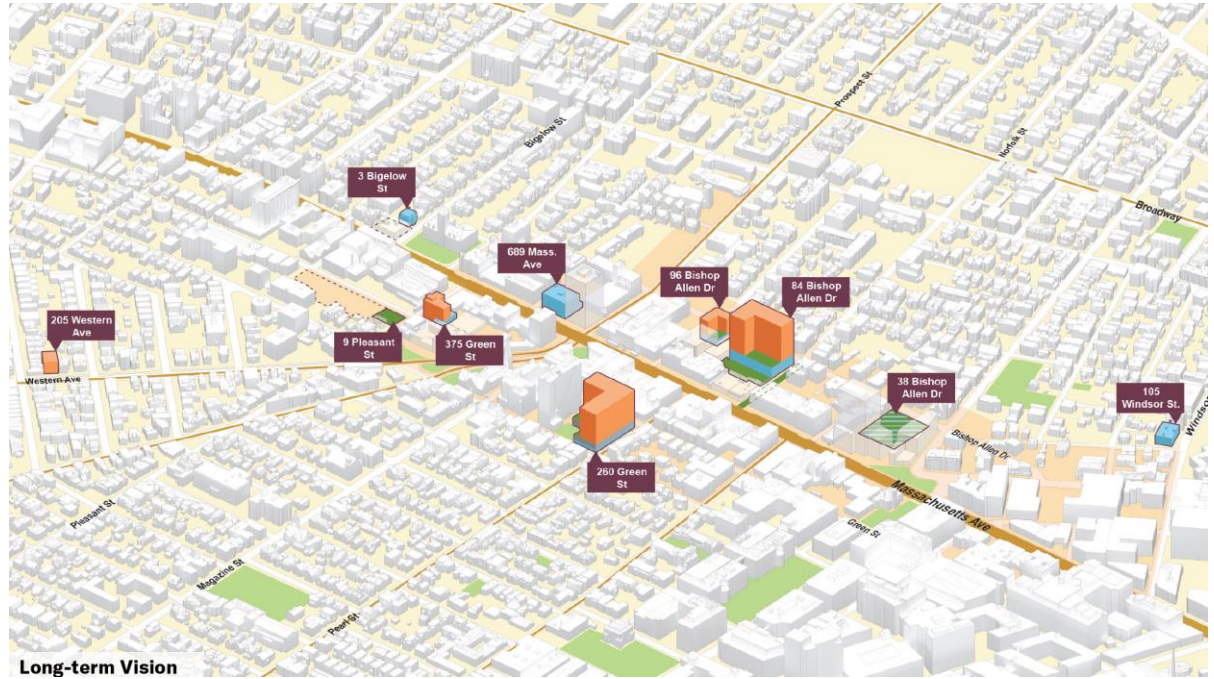 Prospect St
Bigelow St
Norfolk St
3 Bigelow
St
Broadway
689 Mass.
Ave
96 Bishop
Allen Dr
84 Bishop
Allen Dr
205 Western
Ave
9 Pleasant
St
375 Green
St
Western Ave
38 Bishop
Allen Dr
105
Windsor St.
Windsor
Bishop Allen Dr
260 Green
St
Massachusetts Ave
Pleasant St
Green St
Magazine St
Pearl St
Long-term Vision